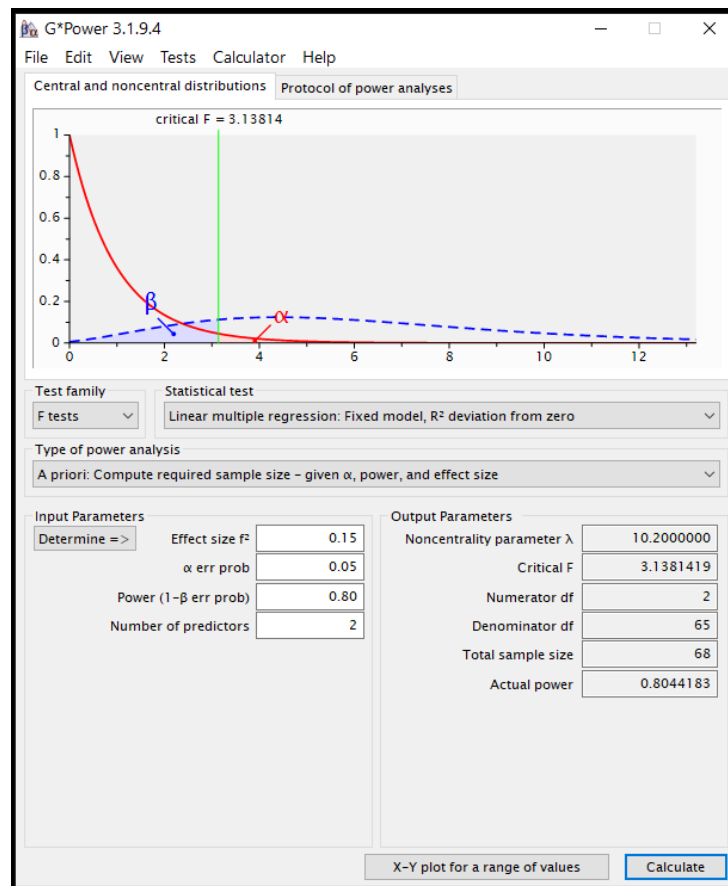 G*Power 3.1.9.4
File Edit View Tests Calculator Help
Central and noncentral distributions Protocol of power analyses
critical F = 3.13814
1
0.8
0.6
0.4
0.2
0
β
α
0 2 4 6 8 10 12
Test family Statistical test
F tests Linear multiple regression: Fixed model, R² deviation from zero
Type of power analysis
A priori: Compute required sample size – given α, power, and effect size
Input Parameters Output Parameters
Determine => Effect size f² 0.15 Noncentrality parameter λ 10.2000000
α err prob 0.05 Critical F 3.1381419
Power (1-β err prob) 0.80 Numerator df 2
Number of predictors 2 Denominator df 65
Total sample size 68
Actual power 0.8044183
X-Y plot for a range of values Calculate